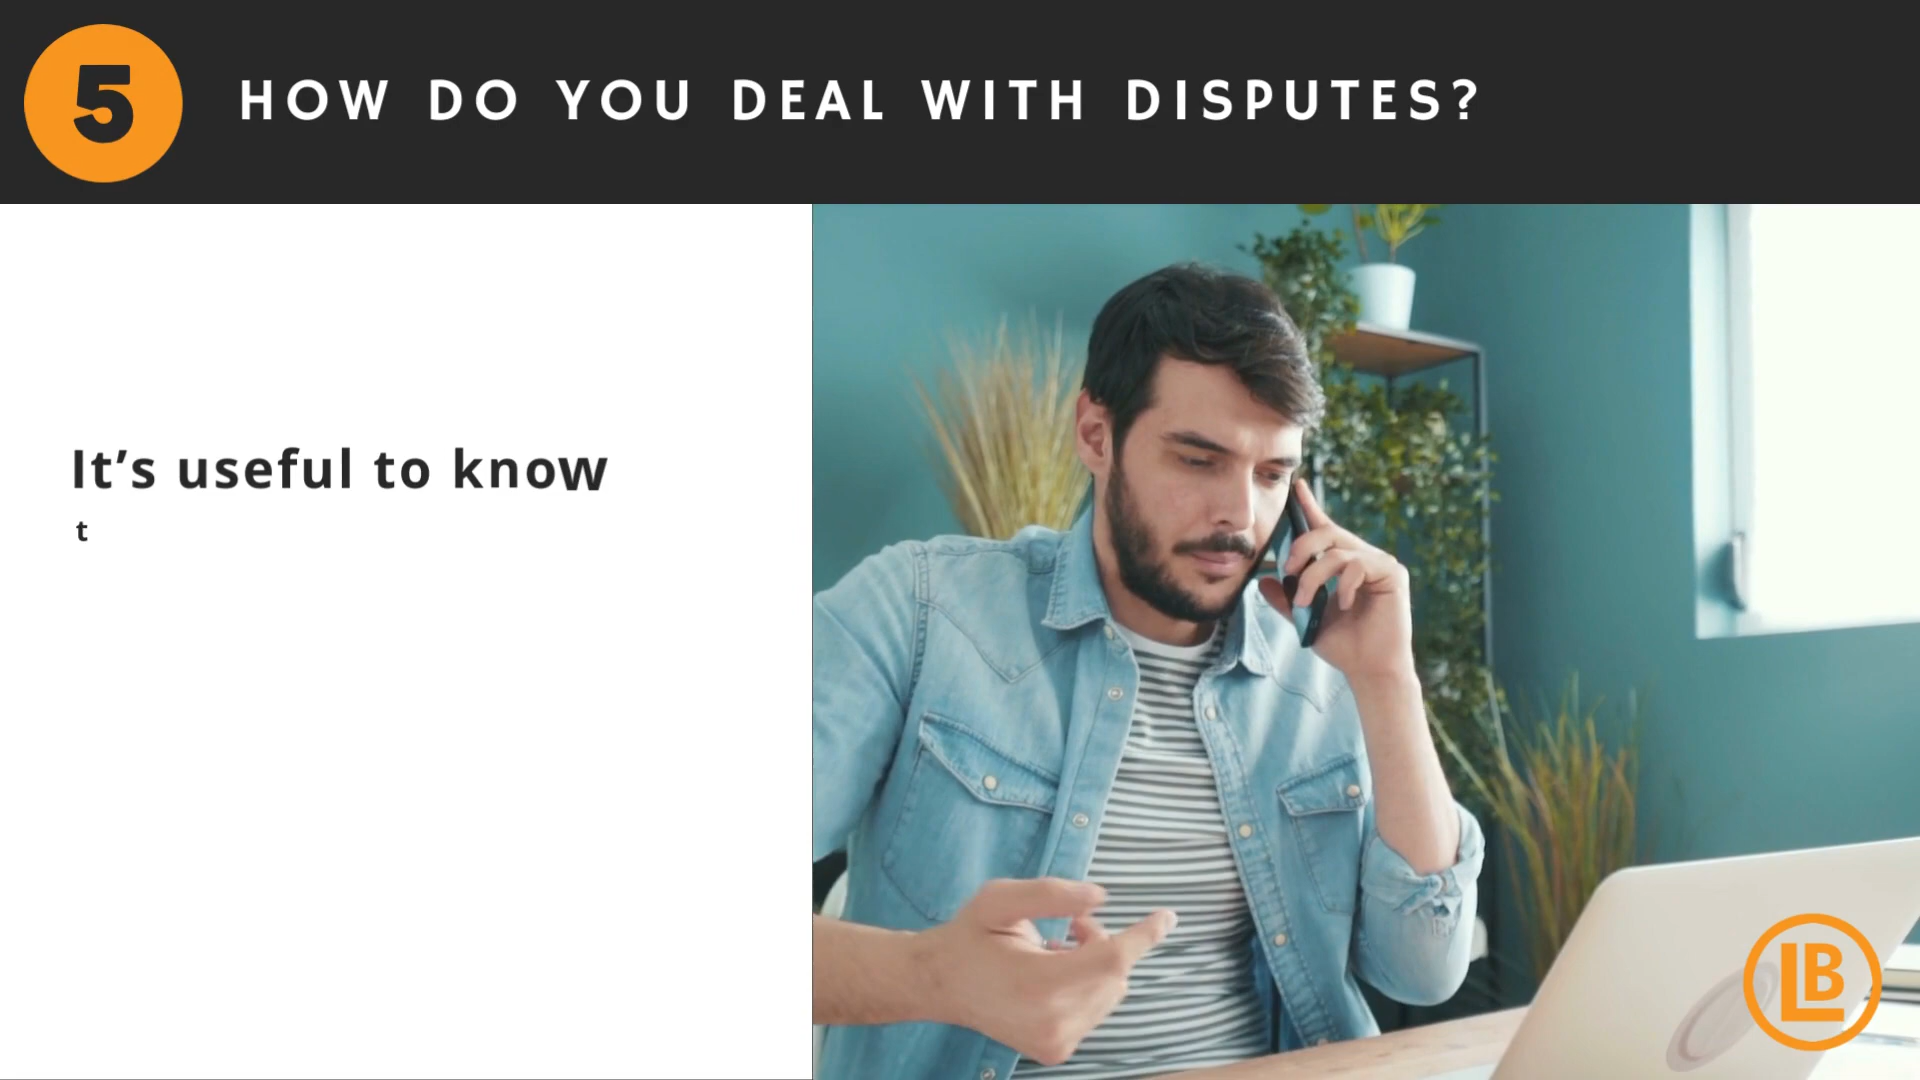 5
HOW DO YOU DEAL WITH DISPUTES?
It’s useful to know
t
LB